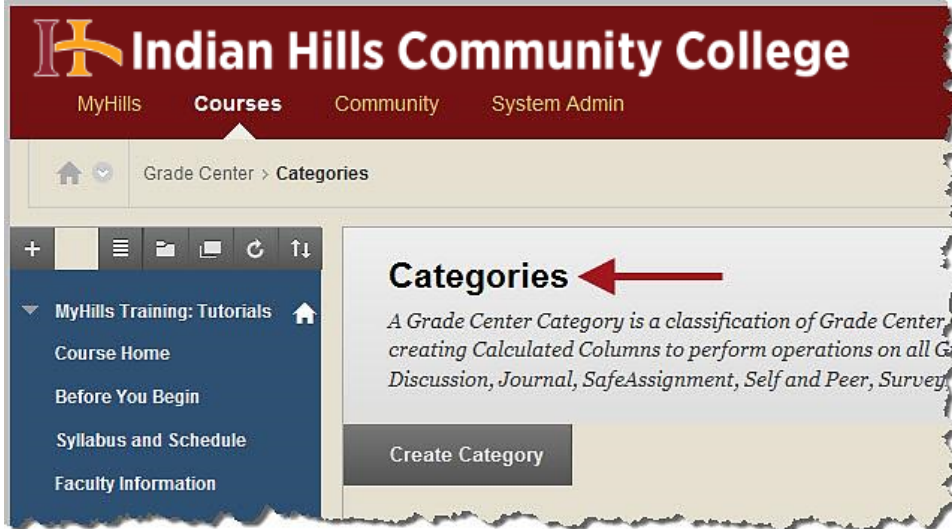 Indian Hills Community College
MyHills Courses Community System Admin
Grade Center > Categories
Categories
A Grade Center Category is a classification of Grade Center
creating Calculated Columns to perform operations on all G
Discussion, Journal, SafeAssignment, Self and Peer, Survey
Create Category
MyHills Training: Tutorials
Course Home
Before You Begin
Syllabus and Schedule
Faculty Information